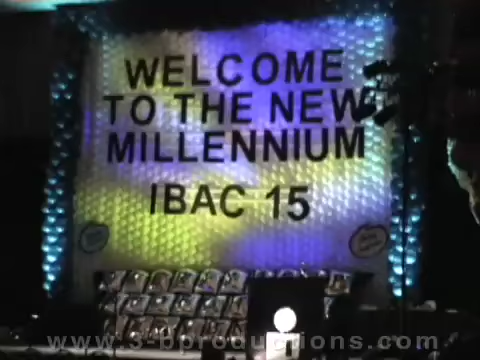 WELCOME
TO THE NEW
MILLENNIUM
IBAC 15
www.3-bproductions.com